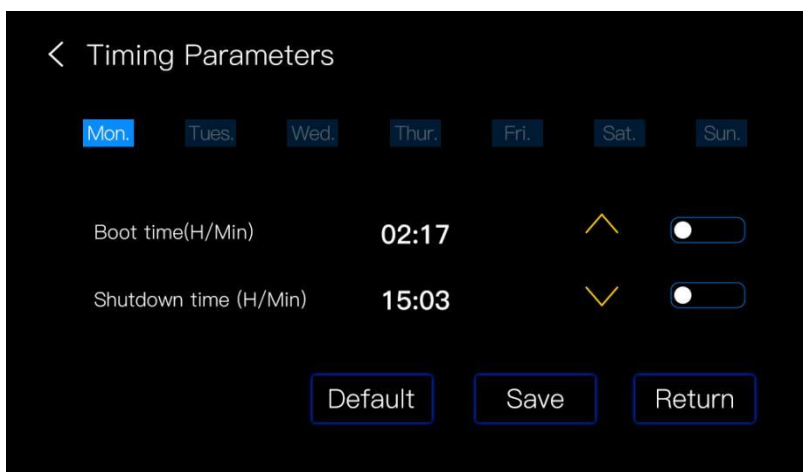 Timing Parameters
Mon. Tues. Wed. Thur. Fri. Sat. Sun.
Boot time(H/Min) 02:17
Shutdown time (H/Min) 15:03
Default Save Return